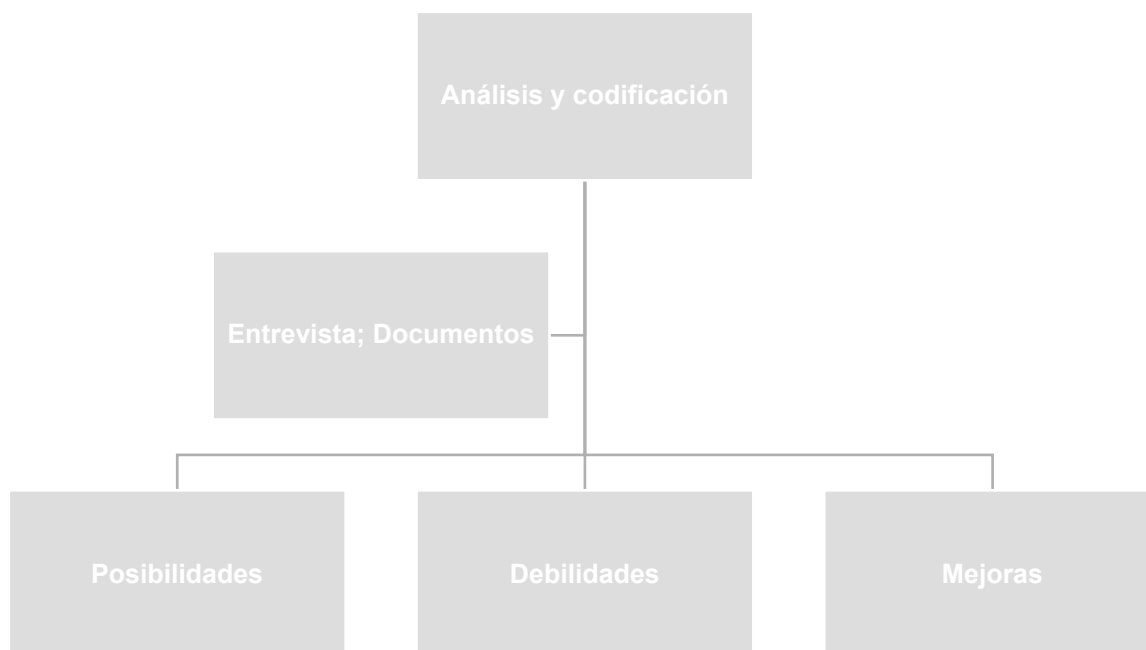 Análisis y codificación
Entrevista; Documentos
Posibilidades
Debilidades
Mejoras